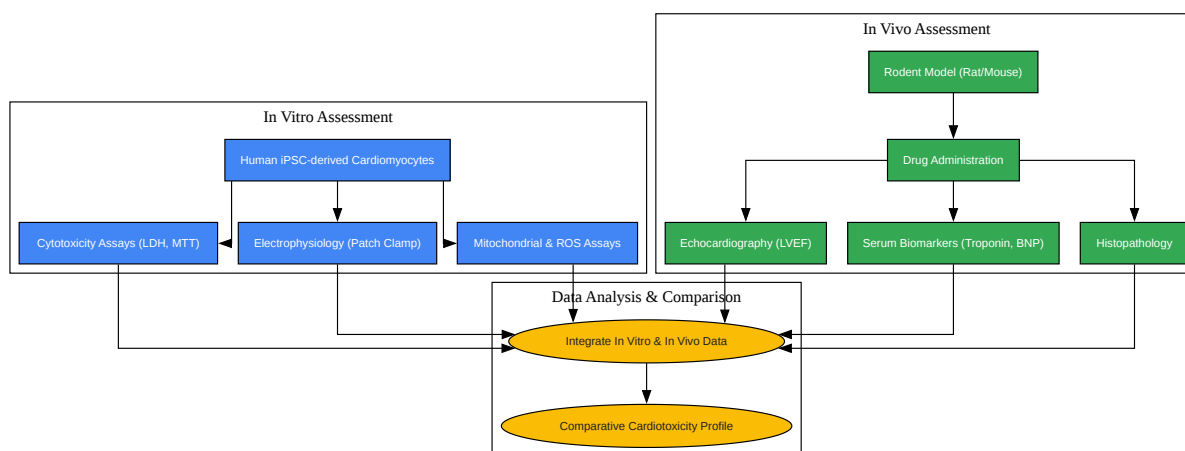 In Vitro Assessment
Human iPSC-derived Cardiomyocytes
Cytotoxicity Assays (LDH, MTT)
Electrophysiology (Patch Clamp)
Mitochondrial & ROS Assays
In Vivo Assessment
Rodent Model (Rat/Mouse)
Drug Administration
Echocardiography (LVEF)
Serum Biomarkers (Troponin, BNP)
Histopathology
Data Analysis & Comparison
Integrate In Vitro & In Vivo Data
Comparative Cardiotoxicity Profile